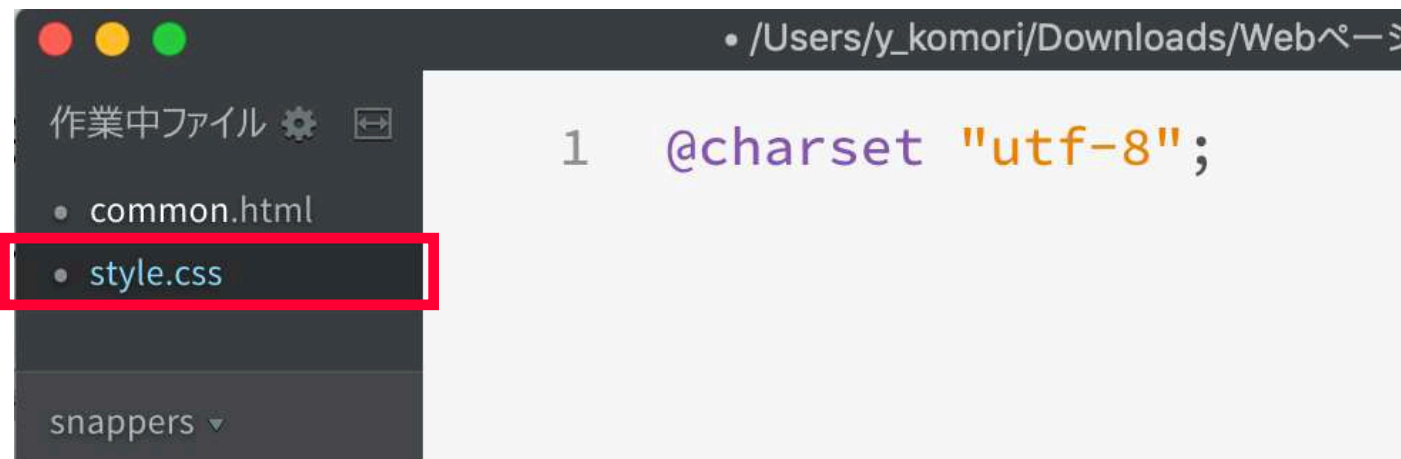 • /Users/y_komori/Downloads/Webページ
作業中ファイル
1 @charset "utf-8";
• common.html
• style.css
snappers